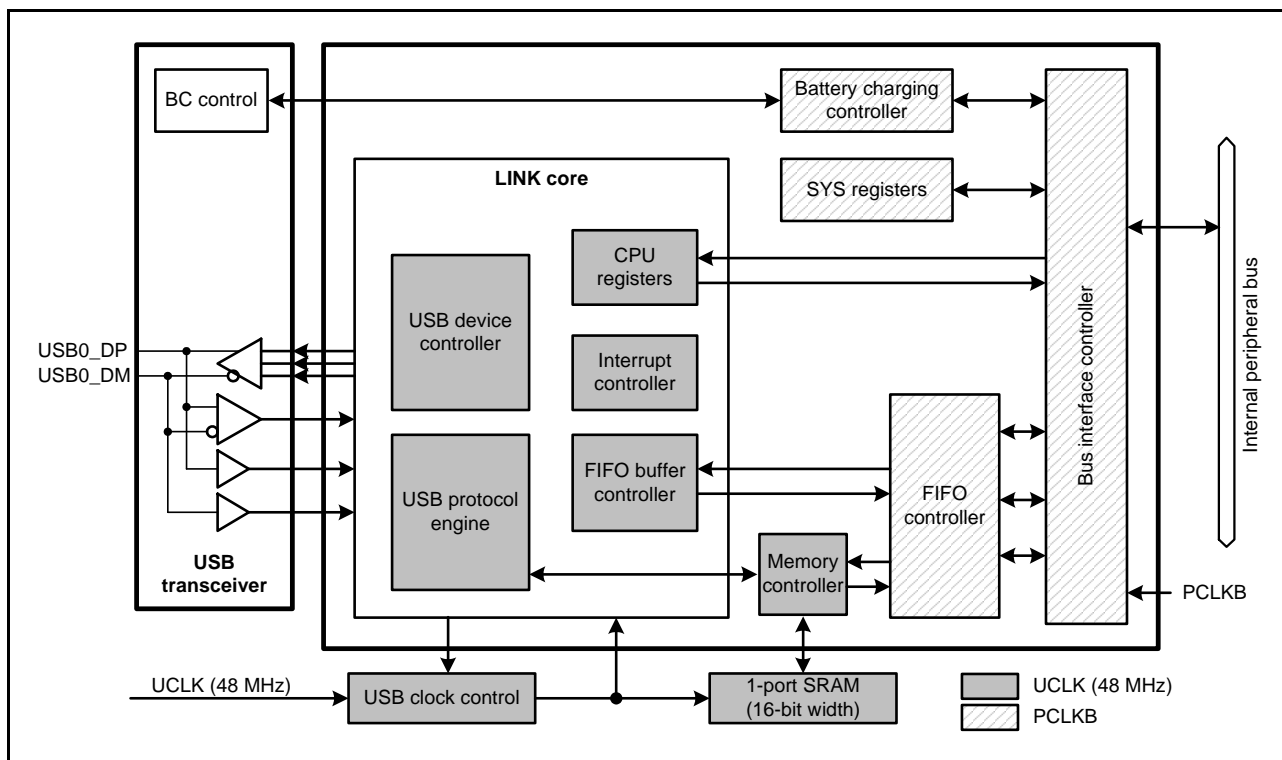 BC control
Battery charging
controller
LINK core
SYS registers
CPU
registers
USB device
controller
USB0_DP
USB0_DM
Interrupt
controller
Bus interface controller
Internal peripheral bus
FIFO buffer
controller
USB protocol
engine
FIFO
controller
USB
transceiver
Memory
controller
PCLKB
UCLK (48 MHz)
USB clock control
1-port SRAM
(16-bit width)
UCLK (48 MHz)
PCLKB